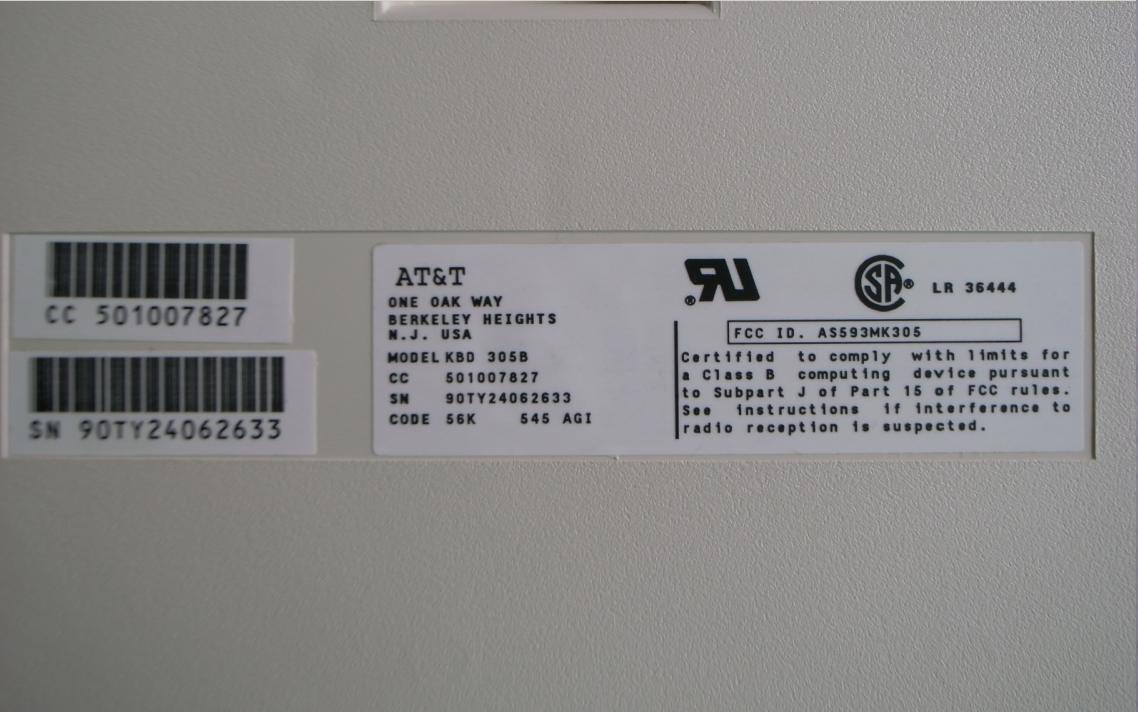 CC 501007827
SN 90TY24062633
AT&T
ONE OAK WAY
BERKELEY HEIGHTS
N.J. USA
MODEL KBD 305B
CC 501007827
SN 90TY24062633
CODE 56K 545 AGI
RU®
SA® LR 36444
FCC ID. AS593MK305
Certified to comply with limits for
a Class B computing device pursuant
to Subpart J of Part 15 of FCC rules.
See instructions if interference to
radio reception is suspected.